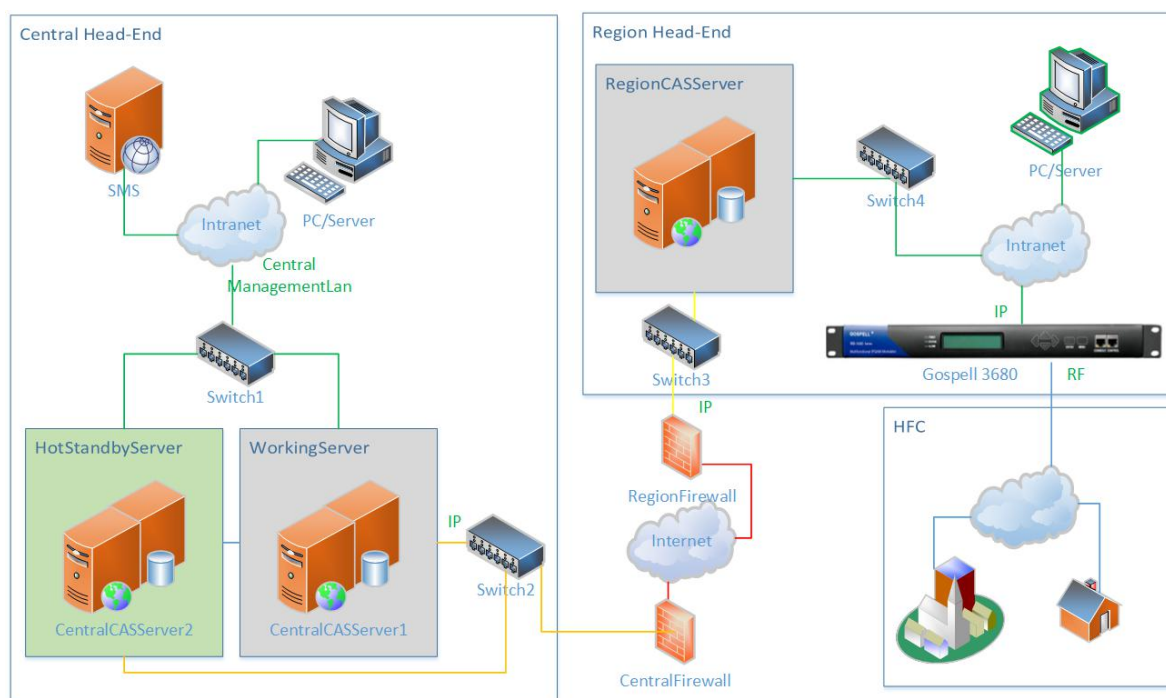 Central Head-End
SMS
PC/Server
Intranet
Central
ManagementLan
Switch1
HotStandbyServer
WorkingServer
IP
Switch2
CentralCASServer2
CentralCASServer1
Region Head-End
RegionCASServer
Switch4
PC/Server
Intranet
IP
GOSPELL
Gospell 3680
RF
Switch3
IP
RegionFirewall
Internet
CentralFirewall
HFC